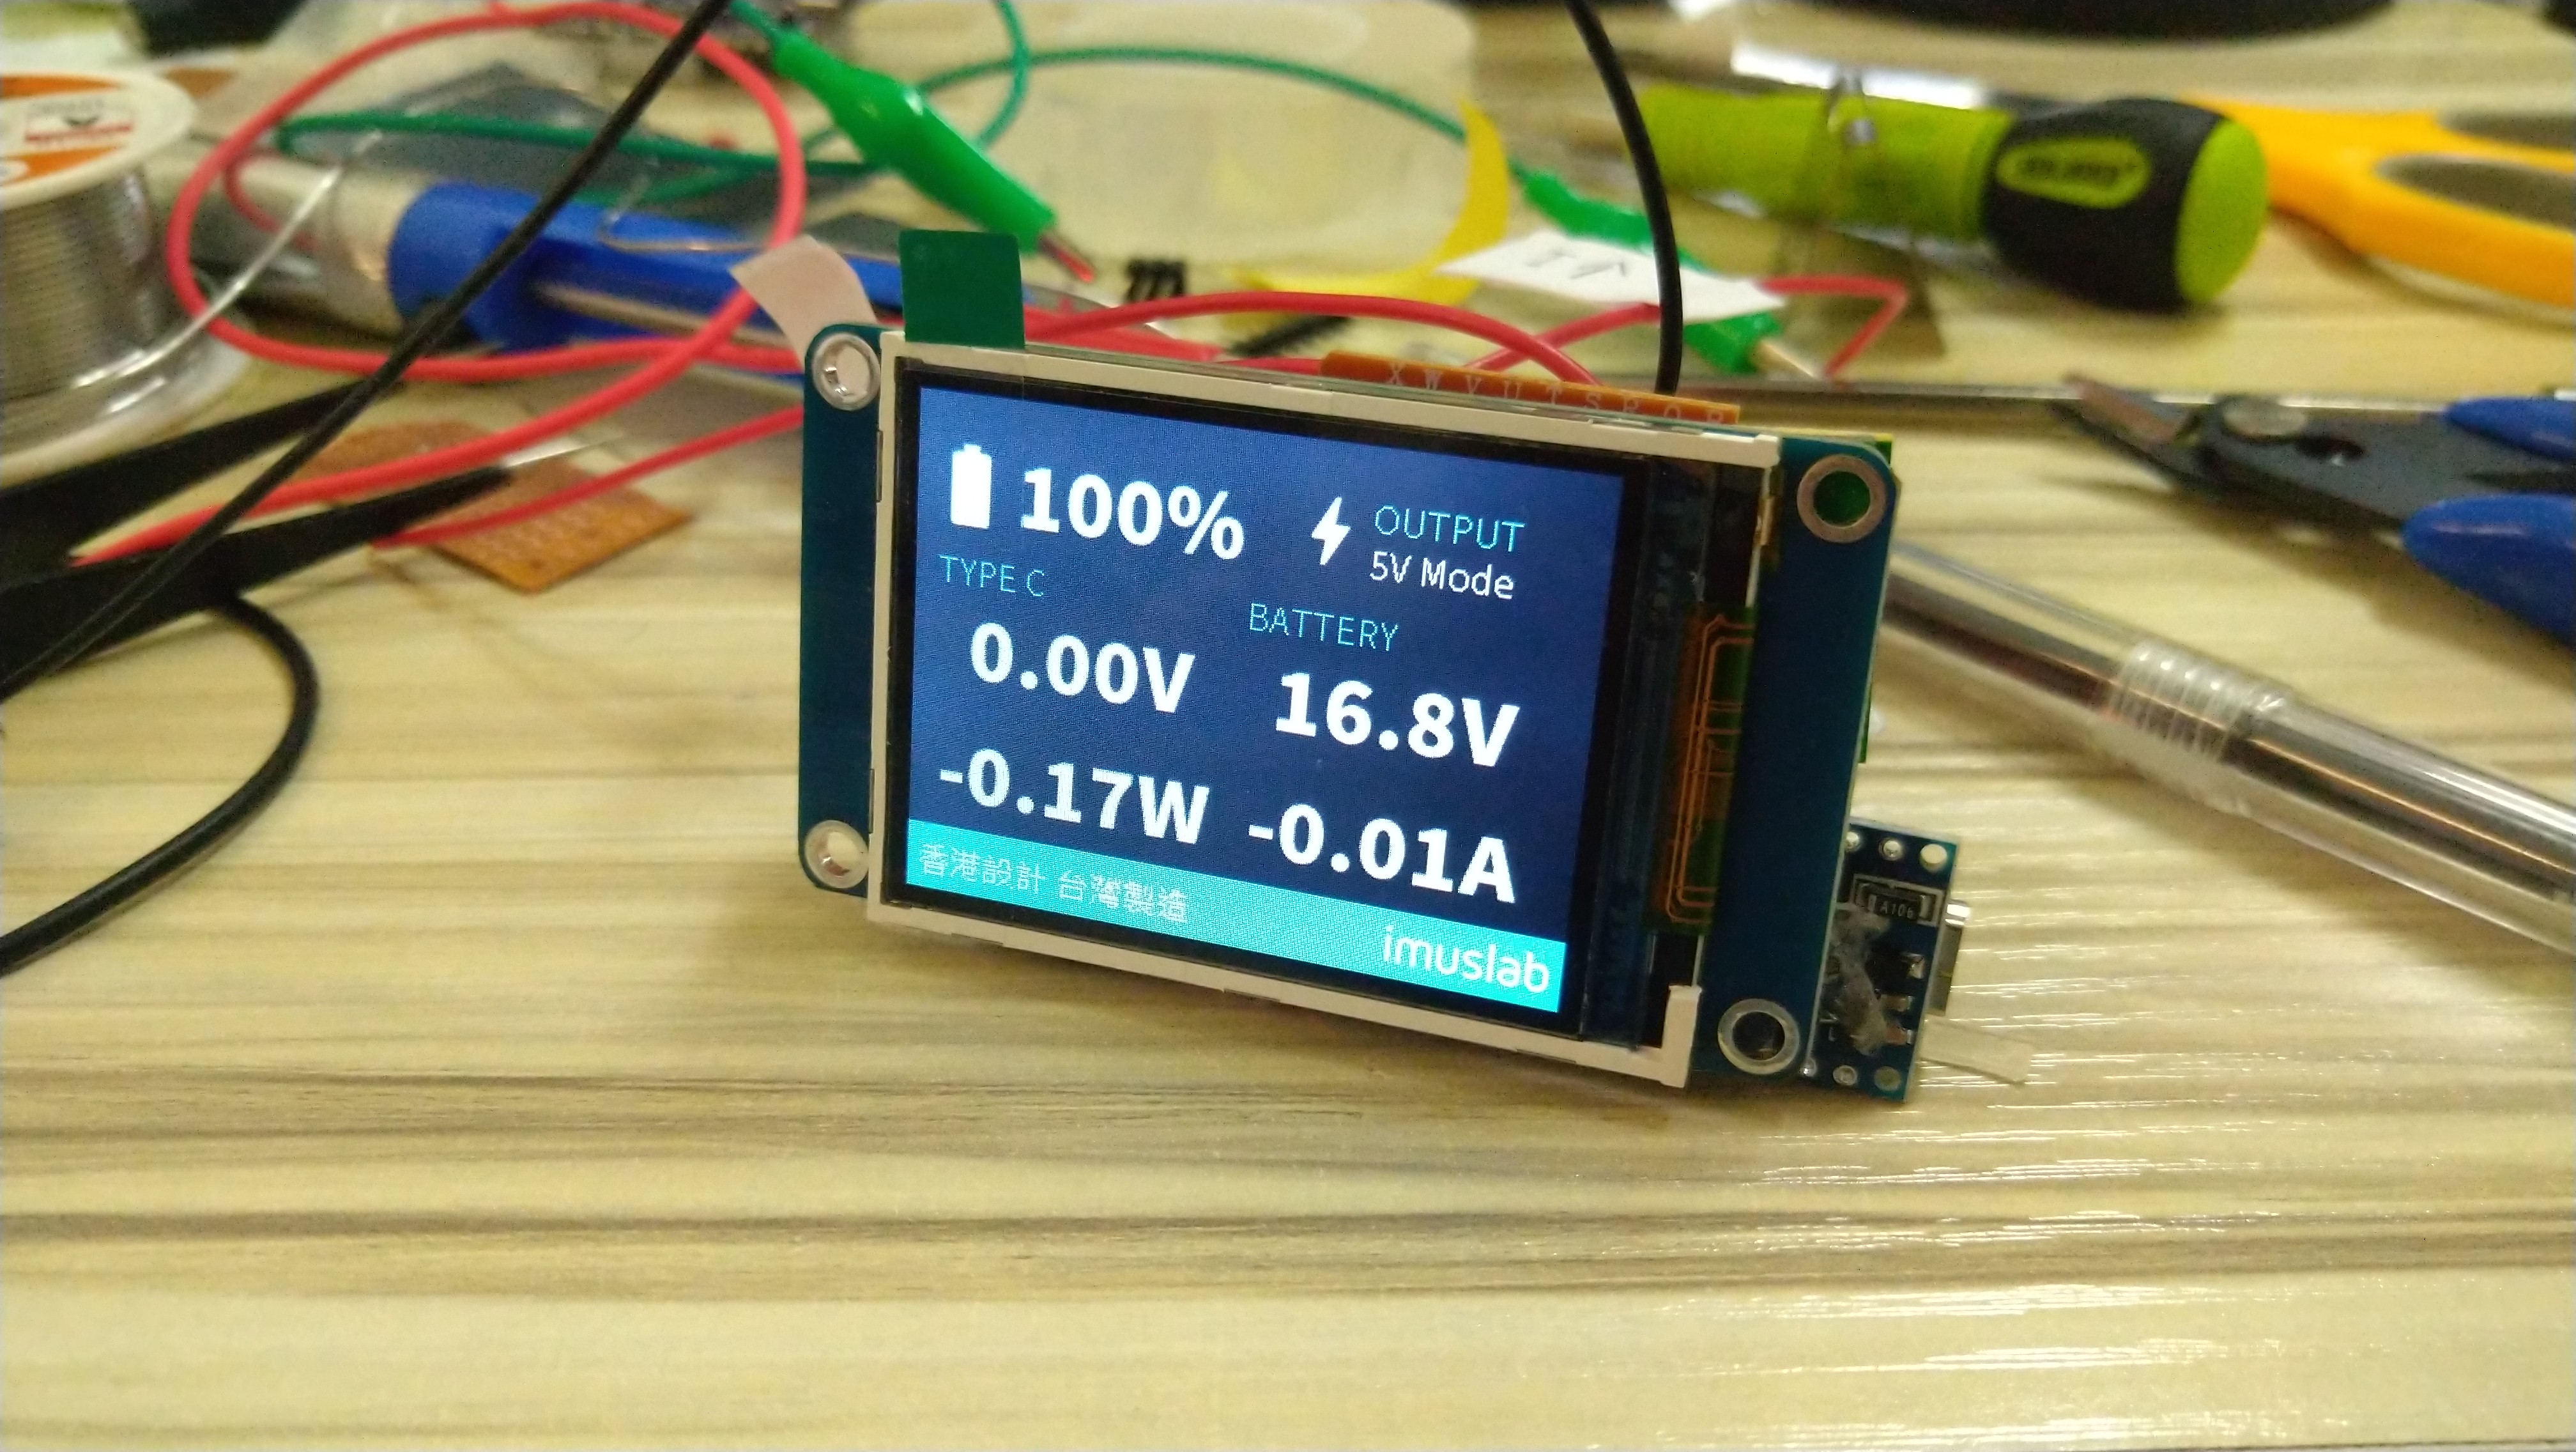 100%
OUTPUT
5V Mode
TYPE C
BATTERY
0.00V
16.8V
-0.17W
-0.01A
香港設計 台灣製造
imuslab
X W V U T S R Q P
A106